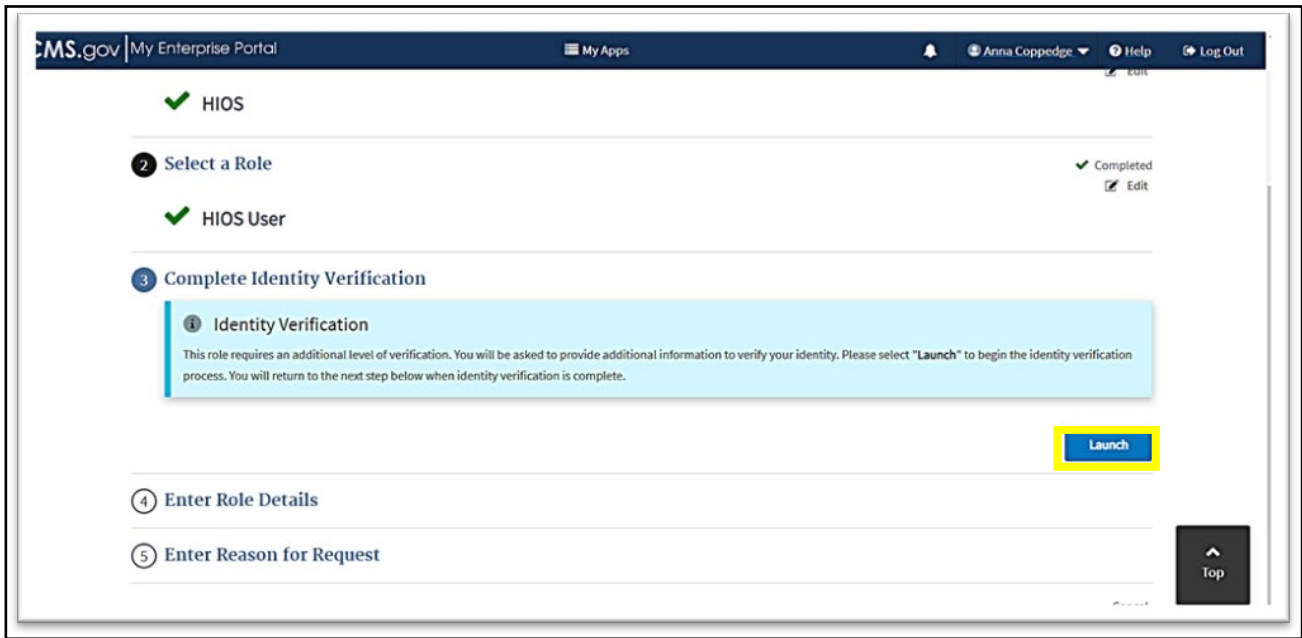 CMS.gov My Enterprise Portal My Apps Anna Coppedge Help Log Out
Edit
HIOS
2 Select a Role Completed
Edit
HIOS User
3 Complete Identity Verification
Identity Verification
This role requires an additional level of verification. You will be asked to provide additional information to verify your identity. Please select "Launch" to begin the identity verification
process. You will return to the next step below when identity verification is complete.
Launch
4 Enter Role Details
5 Enter Reason for Request
Top
Cancel